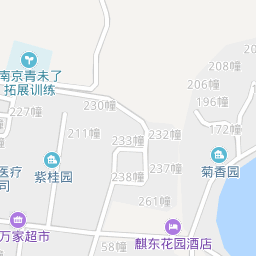 208幢
南京青未了
拓展训练
206幢
196幢
230幢
227幢
172幢
211幢
233幢
232幢
菊香园
237幢
238幢
紫桂园
医疗
司
261幢
万家超市
58幢
麒东花园酒店